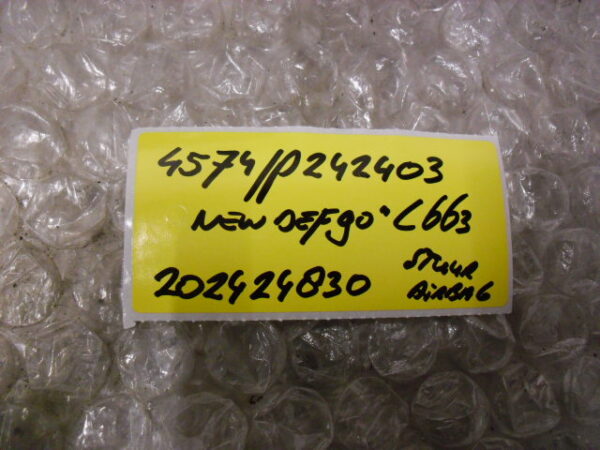 4574/P242403
NEW DEF.90" L663
202424830
STUUR
AiRBAG